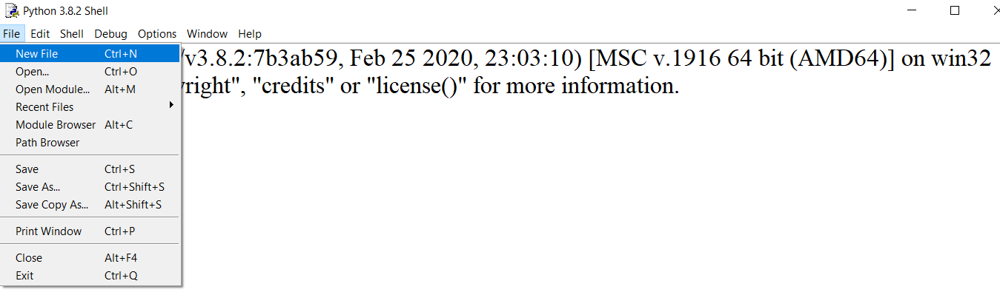 Python 3.8.2 Shell
File Edit Shell Debug Options Window Help
New File Ctrl+N
/v3.8.2:7b3ab59, Feb 25 2020, 23:03:10) [MSC v.1916 64 bit (AMD64)] on win32
Open... Ctrl+O
Open Module... Alt+M
right", "credits" or "license()" for more information.
Recent Files
Module Browser Alt+C
Path Browser
Save Ctrl+S
Save As... Ctrl+Shift+S
Save Copy As... Alt+Shift+S
Print Window Ctrl+P
Close Alt+F4
Exit Ctrl+Q